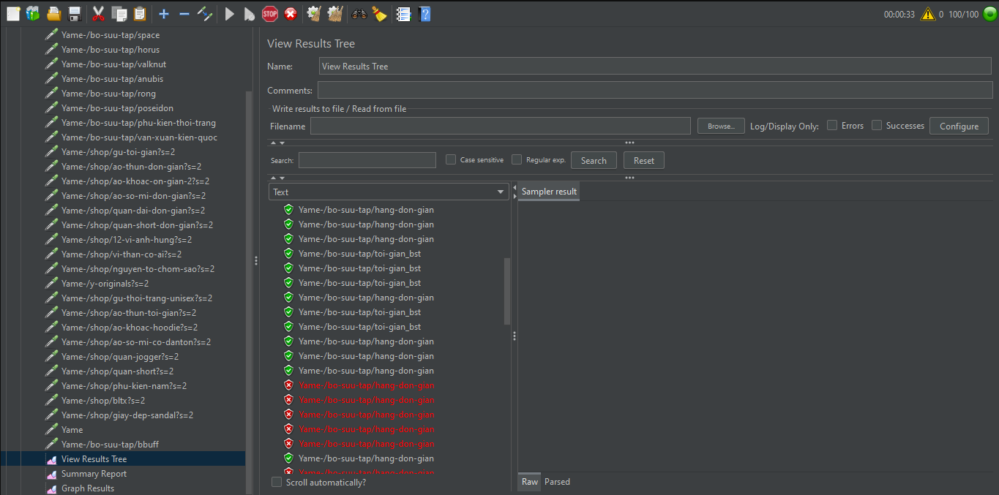 STOP
?
00:00:33
0
100/100
Yame-/bo-suu-tap/space
Yame-/bo-suu-tap/horus
Yame-/bo-suu-tap/valknut
Yame-/bo-suu-tap/anubis
Yame-/bo-suu-tap/rong
Yame-/bo-suu-tap/poseidon
Yame-/bo-suu-tap/phu-kien-thoi-trang
Yame-/bo-suu-tap/van-xuan-kien-quoc
Yame-/shop/gu-toi-gian?s=2
Yame-/shop/ao-thun-don-gian?s=2
Yame-/shop/ao-khoac-on-gian-2?s=2
Yame-/shop/ao-so-mi-don-gian?s=2
Yame-/shop/quan-dai-don-gian?s=2
Yame-/shop/quan-short-don-gian?s=2
Yame-/shop/12-vi-anh-hung?s=2
Yame-/shop/vi-than-co-ai?s=2
Yame-/shop/nguyen-to-chom-sao?s=2
Yame-/y-originals?s=2
Yame-/shop/gu-thoi-trang-unisex?s=2
Yame-/shop/ao-thun-toi-gian?s=2
Yame-/shop/ao-khoac-hoodie?s=2
Yame-/shop/ao-so-mi-co-danton?s=2
Yame-/shop/quan-jogger?s=2
Yame-/shop/quan-short?s=2
Yame-/shop/phu-kien-nam?s=2
Yame-/shop/bltx?s=2
Yame-/shop/giay-dep-sandal?s=2
Yame
Yame-/bo-suu-tap/bbuff
View Results Tree
Summary Report
Graph Results
View Results Tree
Name: View Results Tree
Comments:
Write results to file / Read from file
Filename Browse... Log/Display Only: Errors Successes Configure
Search: Case sensitive Regular exp. Search Reset
Text
Yame-/bo-suu-tap/hang-don-gian
Yame-/bo-suu-tap/hang-don-gian
Yame-/bo-suu-tap/hang-don-gian
Yame-/bo-suu-tap/toi-gian_bst
Yame-/bo-suu-tap/toi-gian_bst
Yame-/bo-suu-tap/toi-gian_bst
Yame-/bo-suu-tap/hang-don-gian
Yame-/bo-suu-tap/toi-gian_bst
Yame-/bo-suu-tap/toi-gian_bst
Yame-/bo-suu-tap/hang-don-gian
Yame-/bo-suu-tap/hang-don-gian
Yame-/bo-suu-tap/hang-don-gian
Yame-/bo-suu-tap/hang-don-gian
Yame-/bo-suu-tap/hang-don-gian
Yame-/bo-suu-tap/hang-don-gian
Yame-/bo-suu-tap/hang-don-gian
Yame-/bo-suu-tap/hang-don-gian
Yame-/bo-suu-tap/hang-don-gian
Yame-/bo-suu-tap/hang-don-gian
Scroll automatically?
Sampler result
Raw Parsed